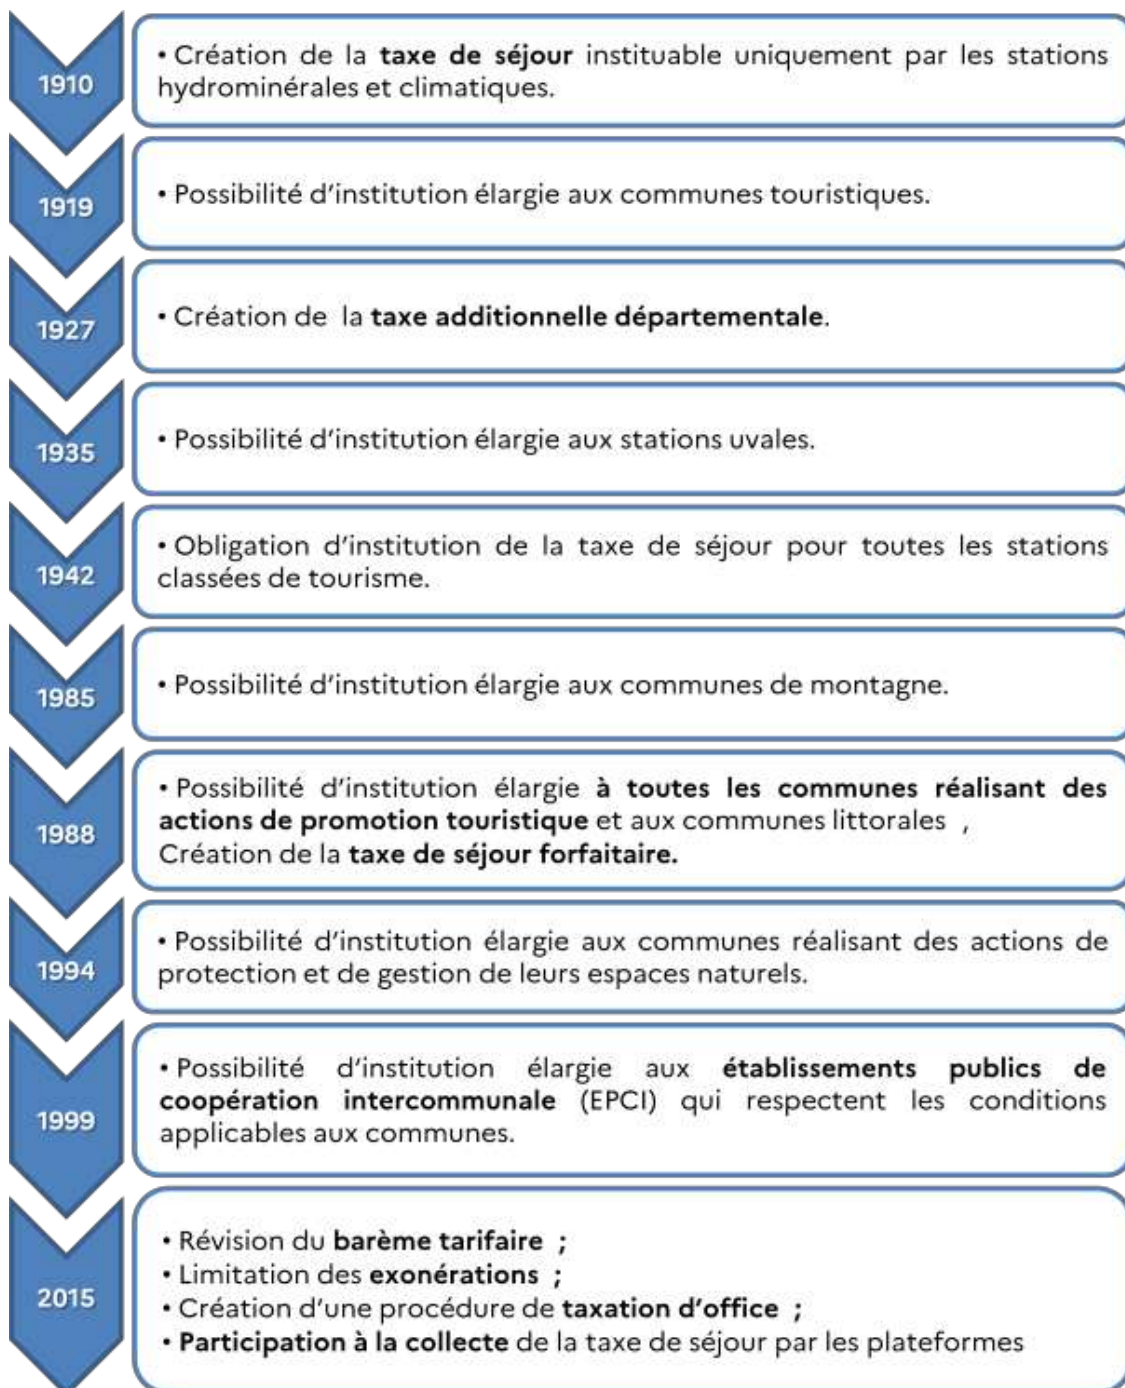 1910
• Création de la taxe de séjour instituable uniquement par les stations
hydrominérales et climatiques.
1919
• Possibilité d’institution élargie aux communes touristiques.
1927
• Création de la taxe additionnelle départementale.
1935
• Possibilité d’institution élargie aux stations uvales.
1942
• Obligation d’institution de la taxe de séjour pour toutes les stations
classées de tourisme.
1985
• Possibilité d’institution élargie aux communes de montagne.
1988
• Possibilité d’institution élargie à toutes les communes réalisant des
actions de promotion touristique et aux communes littorales ,
Création de la taxe de séjour forfaitaire.
1994
• Possibilité d’institution élargie aux communes réalisant des actions de
protection et de gestion de leurs espaces naturels.
1999
• Possibilité d’institution élargie aux établissements publics de
coopération intercommunale (EPCI) qui respectent les conditions
applicables aux communes.
2015
• Révision du barème tarifaire ;
• Limitation des exonérations ;
• Création d’une procédure de taxation d’office ;
• Participation à la collecte de la taxe de séjour par les plateformes